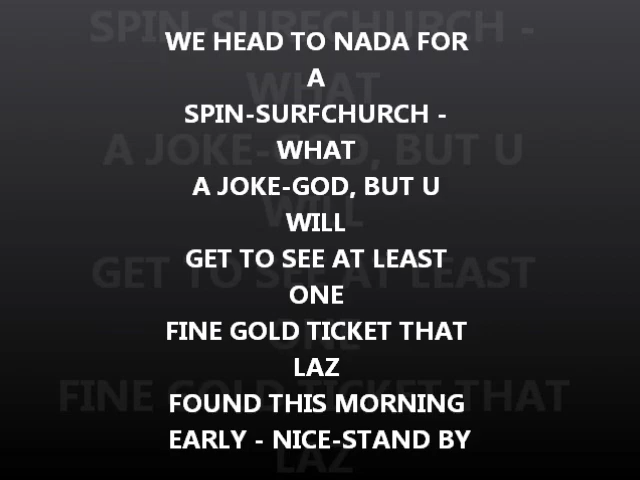 WE HEAD TO NADA FOR
A
SPIN-SURFCHURCH -
WHAT
A JOKE-GOD, BUT U
WILL
GET TO SEE AT LEAST
ONE
FINE GOLD TICKET THAT
LAZ
FOUND THIS MORNING
EARLY - NICE-STAND BY